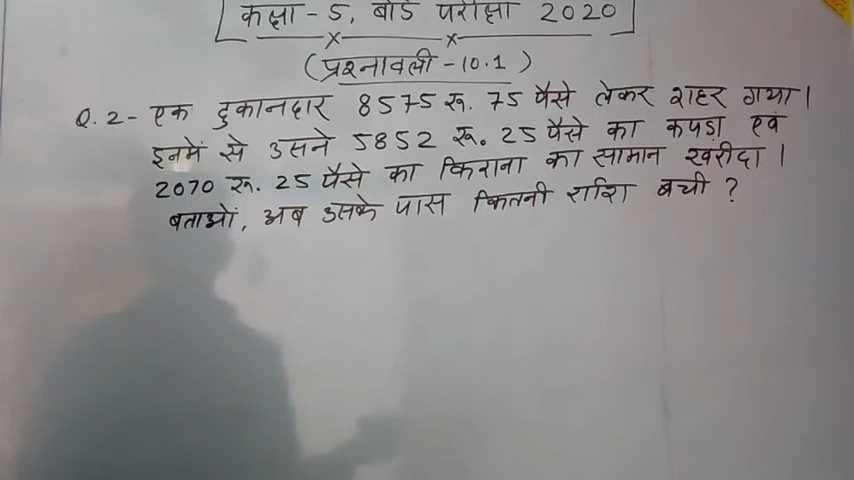 कक्षा - 5, बोर्ड परीक्षा 2020
(प्रश्नावली - 10.1)
Q. 2- एक दुकानदार 8575 रू. 75 पैसे लेकर शहर गया।
इनमें से उसने 5852 रू. 25 पैसे का कपड़ा एवं
2070 रू. 25 पैसे का किराना का सामान खरीदा।
बताओं, अब उसके पास कितनी राशि बची ?